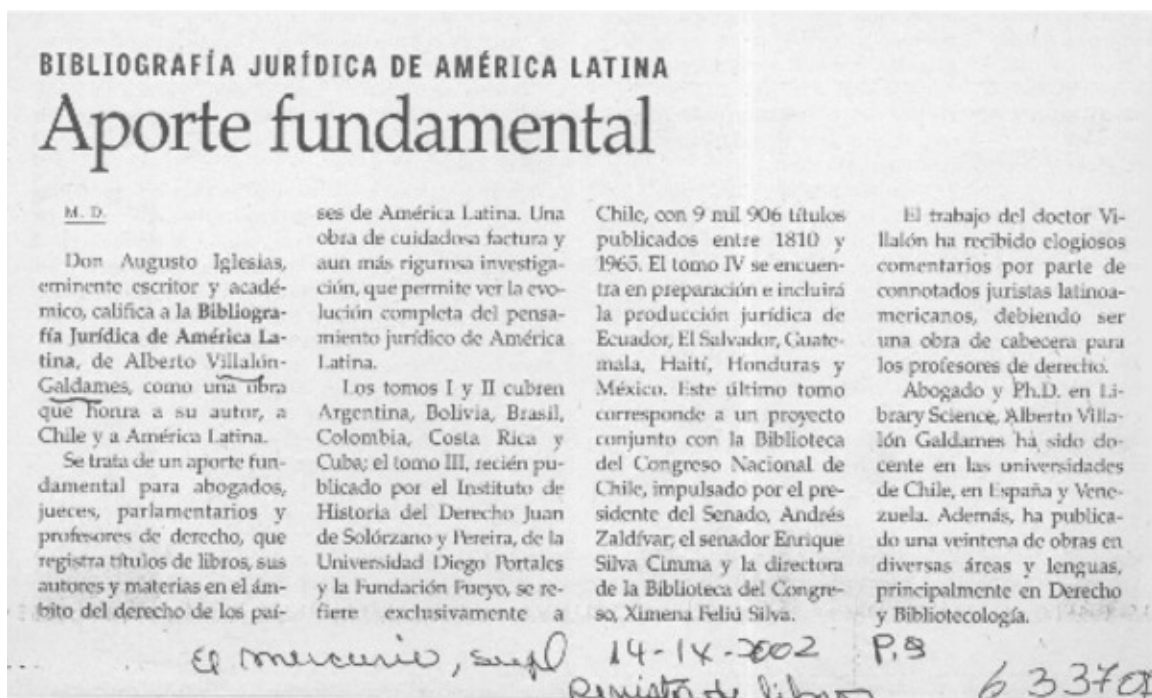 BIBLIOGRAFÍA JURÍDICA DE AMÉRICA LATINA
Aporte fundamental
M. D.
Don Augusto Iglesias,
eminente escritor y acadé-
mico, califica a la Bibliogra-
fía Jurídica de América La-
tina, de Alberto Villalón-
Galdames, como una obra
que honra a su autor, a
Chile y a América Latina.
Se trata de un aporte fun-
damental para abogados,
jueces, parlamentarios y
profesores de derecho, que
registra títulos de libros, sus
autores y materias en el ám-
bito del derecho de los paí-
ses de América Latina. Una
obra de cuidadosa factura y
aun más rigurosa investiga-
ción, que permite ver la evo-
lución completa del pensa-
miento jurídico de América
Latina.
Los tomos I y II cubren
Argentina, Bolivia, Brasil,
Colombia, Costa Rica y
Cuba; el tomo III, recién pu-
blicado por el Instituto de
Historia del Derecho Juan
de Solórzano y Pereira, de la
Universidad Diego Portales
y la Fundación Fueyo, se re-
fiere exclusivamente a
Chile, con 9 mil 906 títulos
publicados entre 1810 y
1965. El tomo IV se encuen-
tra en preparación e incluirá
la producción jurídica de
Ecuador, El Salvador, Guate-
mala, Haití, Honduras y
México. Este último tomo
corresponde a un proyecto
conjunto con la Biblioteca
del Congreso Nacional de
Chile, impulsado por el pre-
sidente del Senado, Andrés
Zaldívar; el senador Enrique
Silva Cimma y la directora
de la Biblioteca del Congre-
so, Ximena Feliú Silva.
El trabajo del doctor Vi-
llalón ha recibido elogiosos
comentarios por parte de
connotados juristas latinoa-
mericanos, debiendo ser
una obra de cabecera para
los profesores de derecho.
Abogado y Ph.D. en Li-
brary Science, Alberto Villa-
lón Galdames ha sido do-
cente en las universidades
de Chile, en España y Vene-
zuela. Además, ha publica-
do una veintena de obras en
diversas áreas y lenguas,
principalmente en Derecho
y Bibliotecología.
El Mercurio, supl 14-IX-2002 P.9
Revista de libros